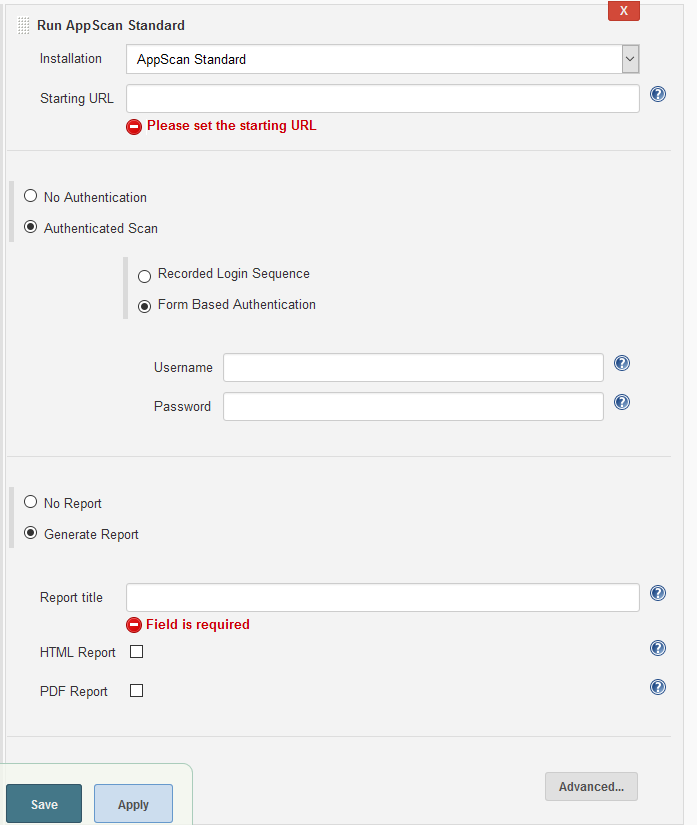 X
Run AppScan Standard
Installation AppScan Standard
Starting URL ?
Please set the starting URL
No Authentication
Authenticated Scan
Recorded Login Sequence
Form Based Authentication
Username ?
Password ?
No Report
Generate Report
Report title ?
Field is required
HTML Report ?
PDF Report ?
Advanced...
Save Apply